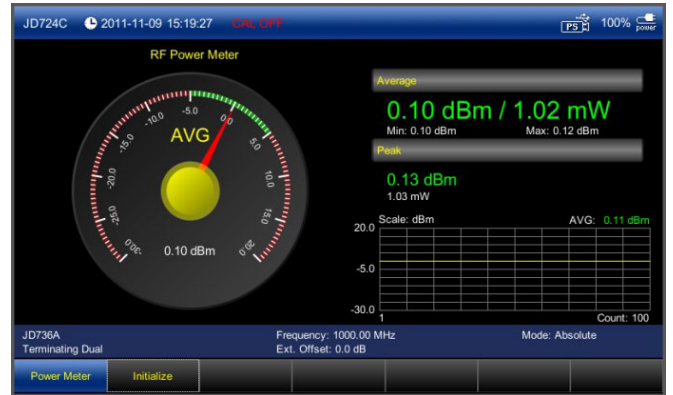 JD724C 2011-11-09 15:19:27 CAL OFF PS 100% power
RF Power Meter
-30.0 -25.0 -20.0 -15.0 -10.0 -5.0 0.0 5.0 10.0 15.0 20.0
AVG
0.10 dBm
Average
0.10 dBm / 1.02 mW
Min: 0.10 dBm Max: 0.12 dBm
Peak
0.13 dBm
1.03 mW
Scale: dBm AVG: 0.11 dBm
20.0
-5.0
-30.0
1 Count: 100
JD736A Frequency: 1000.00 MHz Mode: Absolute
Terminating Dual Ext. Offset: 0.0 dB
Power Meter Initialize